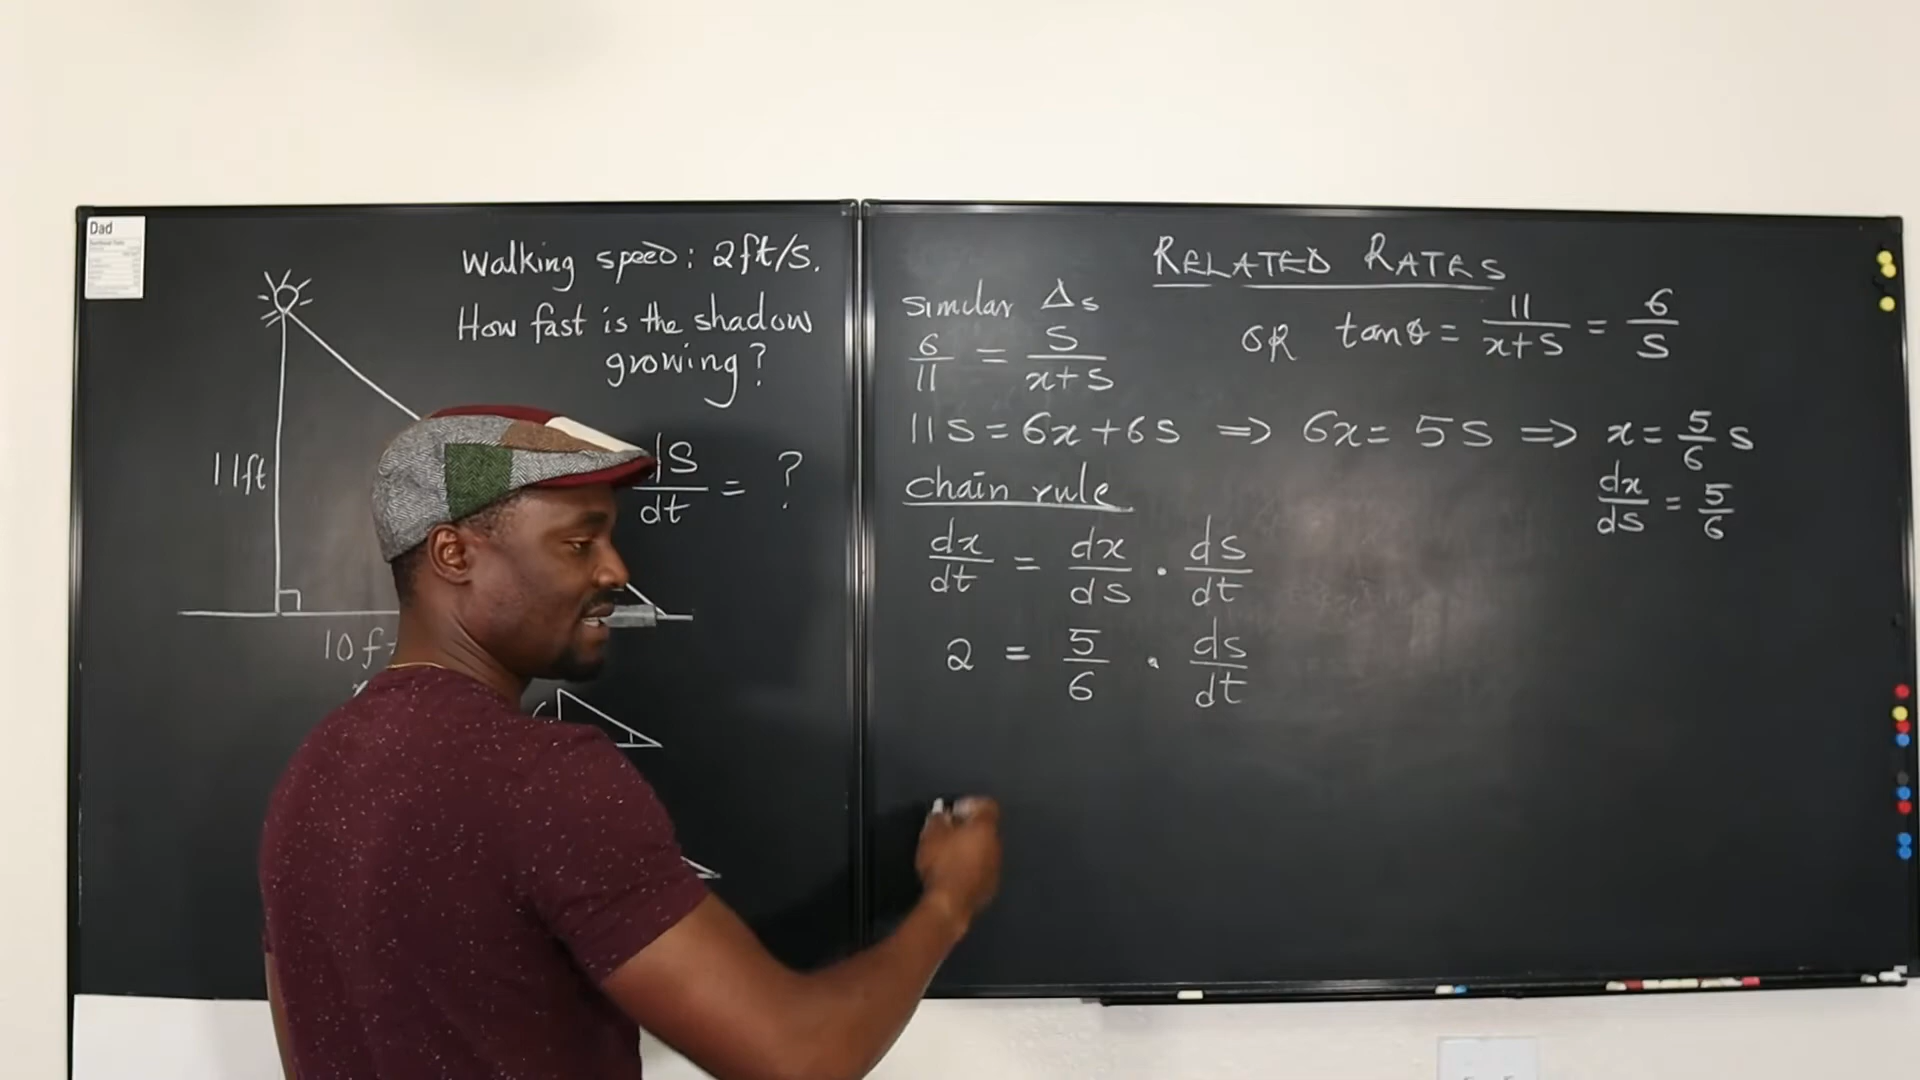 Dad
Walking speed: 2ft/s.
How fast is the shadow
growing?
11ft
dS
dt
= ?
10 f
RELATED RATES
Similar Δs
6/11 = S/x+S
OR tanθ = 11/x+S = 6/S
11S = 6x+6S ⇒ 6x = 5S ⇒ x = 5/6 S
dx/ds = 5/6
chain rule
dx/dt = dx/ds · ds/dt
2 = 5/6 · ds/dt